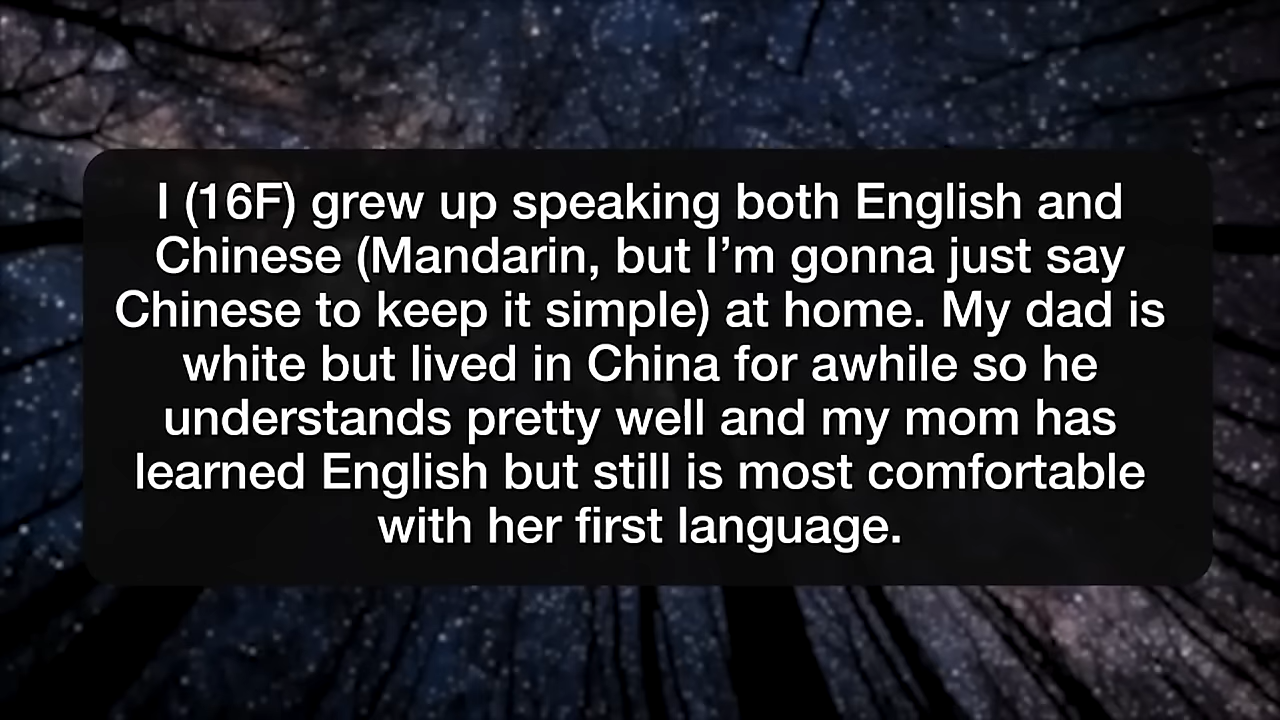 I (16F) grew up speaking both English and
Chinese (Mandarin, but I’m gonna just say
Chinese to keep it simple) at home. My dad is
white but lived in China for awhile so he
understands pretty well and my mom has
learned English but still is most comfortable
with her first language.